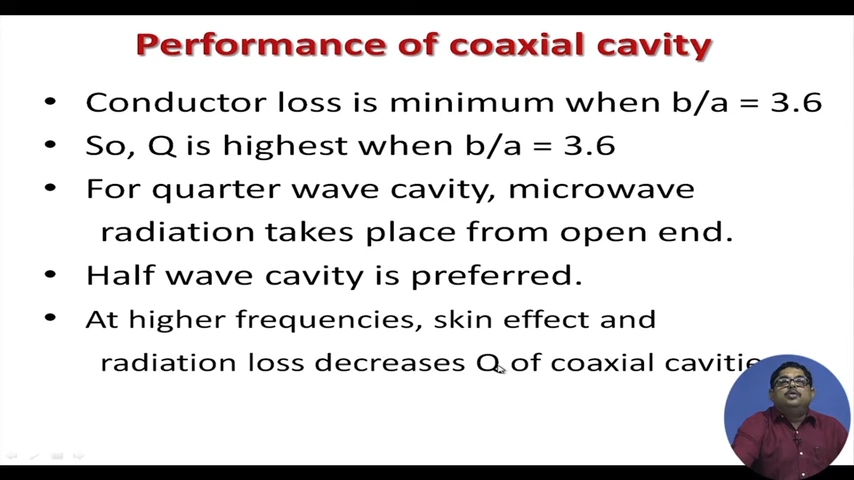 Performance of coaxial cavity
• Conductor loss is minimum when b/a = 3.6
• So, Q is highest when b/a = 3.6
• For quarter wave cavity, microwave
radiation takes place from open end.
• Half wave cavity is preferred.
• At higher frequencies, skin effect and
radiation loss decreases Q of coaxial